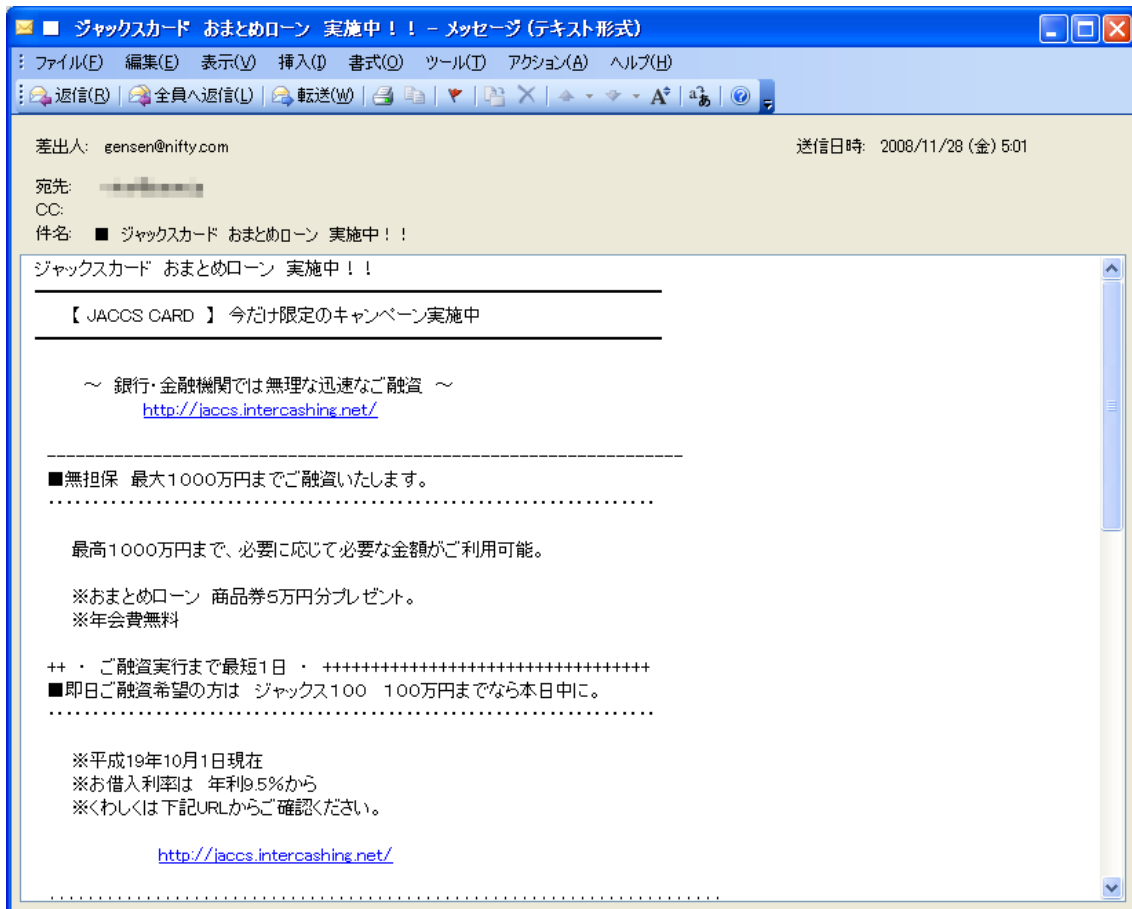 ■ ジャックスカード おまとめローン 実施中！！ - メッセージ (テキスト形式)
ファイル(F) 編集(E) 表示(V) 挿入(I) 書式(O) ツール(T) アクション(A) ヘルプ(H)
返信(R) 全員へ返信(L) 転送(W)
差出人: gensen@nifty.com 送信日時: 2008/11/28 (金) 5:01
宛先:
CC:
件名: ■ ジャックスカード おまとめローン 実施中！！
ジャックスカード おまとめローン 実施中！！
【 JACCS CARD 】 今だけ限定のキャンペーン実施中
～ 銀行・金融機関では無理な迅速なご融資 ～
http://jaccs.intercashing.net/
■無担保 最大１０００万円までご融資いたします。
最高１０００万円まで、必要に応じて必要な金額がご利用可能。
※おまとめローン 商品券５万円分プレゼント。
※年会費無料
++ ・ ご融資実行まで最短１日 ・ ++++++++++++++++++++++++++++++++++
■即日ご融資希望の方は ジャックス１００ １００万円までなら本日中に。
※平成19年10月1日現在
※お借入利率は 年利9.5%から
※くわしくは下記URLからご確認ください。
http://jaccs.intercashing.net/